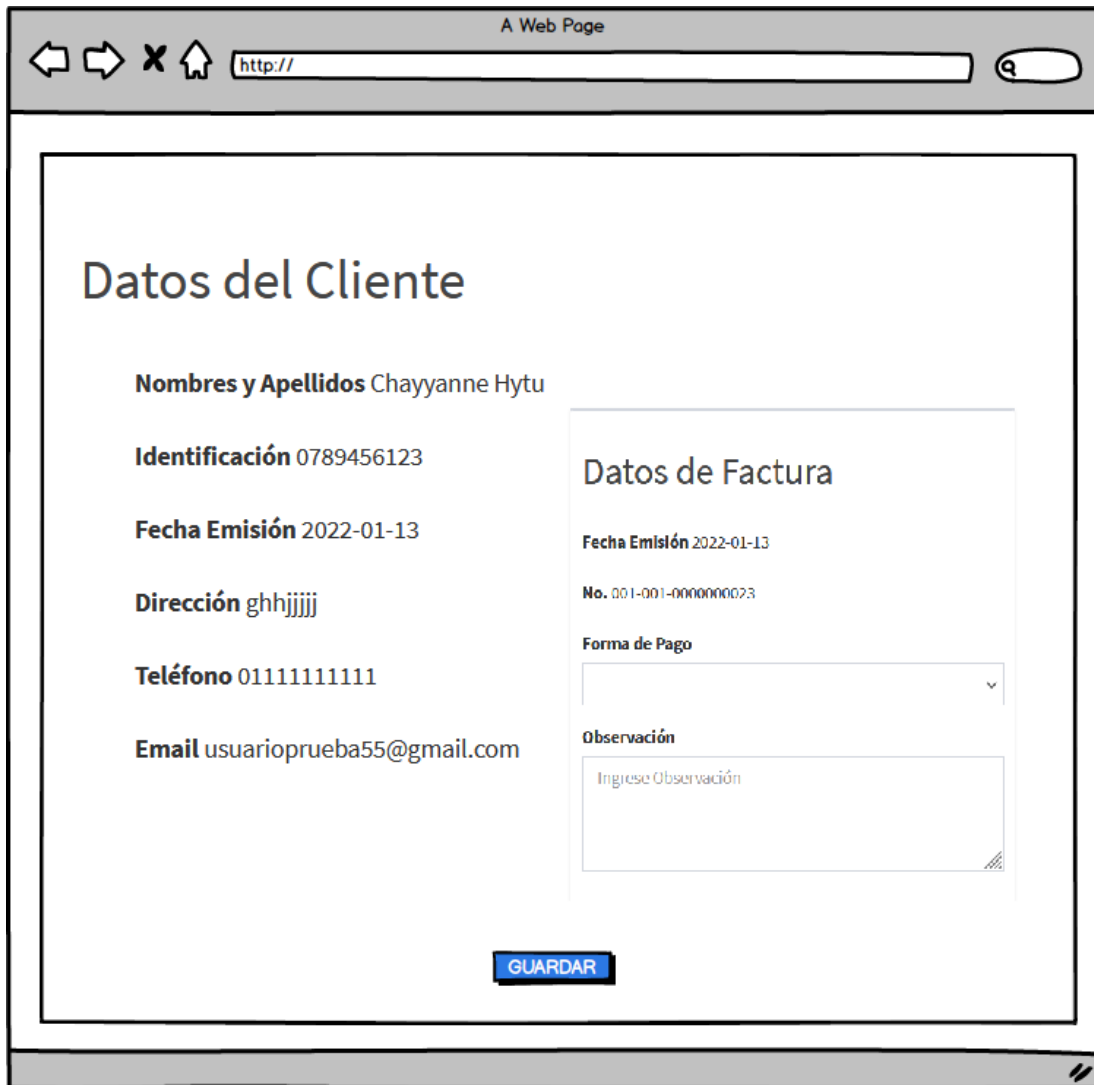 A Web Page
http://
Datos del Cliente
Nombres y Apellidos Chayyanne Hytu
Identificación 0789456123
Fecha Emisión 2022-01-13
Dirección ghhjjjjj
Teléfono 01111111111
Email usuarioprueba55@gmail.com
Datos de Factura
Fecha Emisión 2022-01-13
No. 001-001-0000000023
Forma de Pago
Observación
Ingrese Observación
GUARDAR